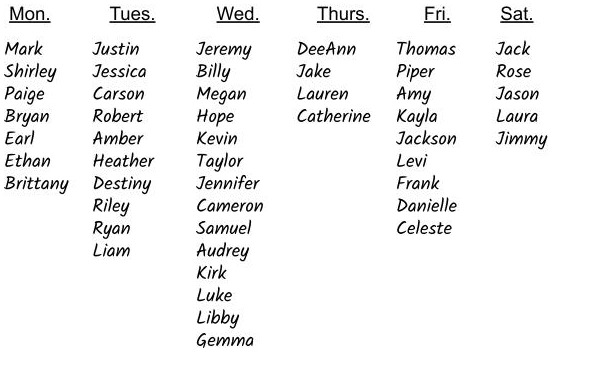 Mon. Tues. Wed. Thurs. Fri. Sat.
Mark Justin Jeremy DeeAnn Thomas Jack
Shirley Jessica Billy Jake Piper Rose
Paige Carson Megan Lauren Amy Jason
Bryan Robert Hope Catherine Kayla Laura
Earl Amber Kevin Jackson Jimmy
Ethan Heather Taylor Levi
Brittany Destiny Jennifer Frank
Riley Cameron Danielle
Ryan Samuel Celeste
Liam Audrey
Kirk
Luke
Libby
Gemma